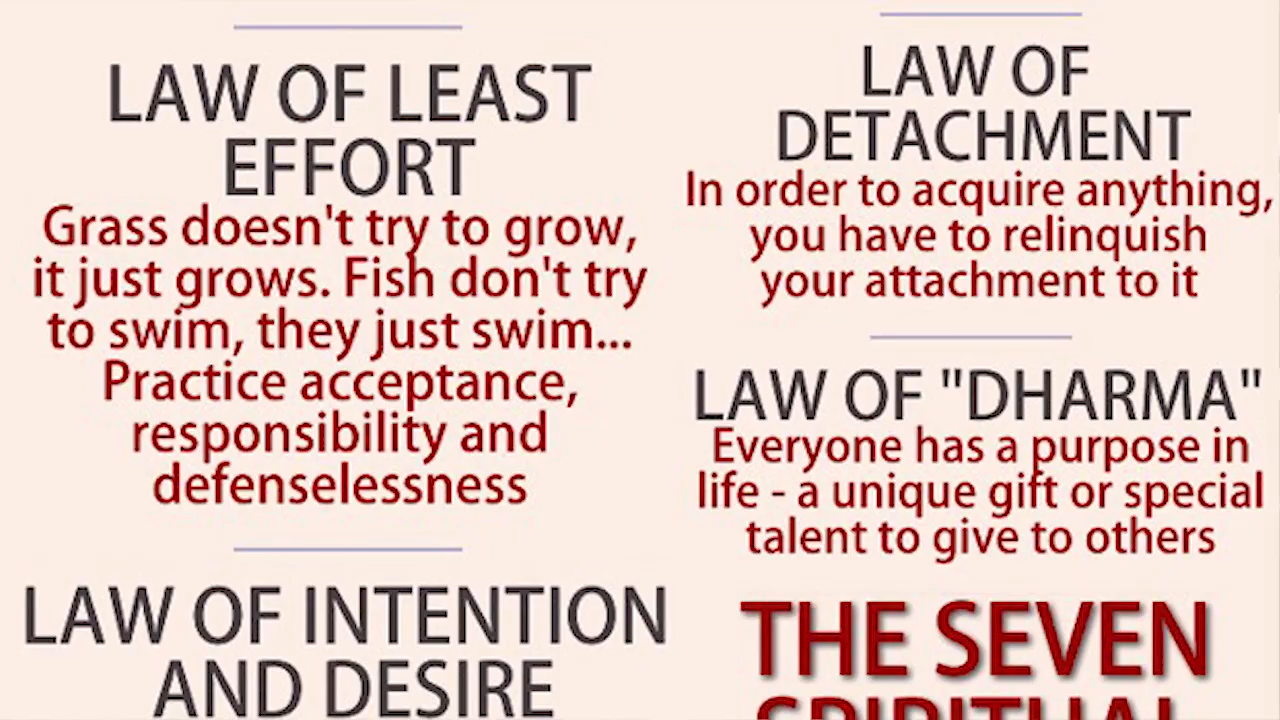 LAW OF LEAST
EFFORT
Grass doesn't try to grow,
it just grows. Fish don't try
to swim, they just swim...
Practice acceptance,
responsibility and
defenselessness
LAW OF INTENTION
AND DESIRE
LAW OF
DETACHMENT
In order to acquire anything,
you have to relinquish
your attachment to it
LAW OF "DHARMA"
Everyone has a purpose in
life - a unique gift or special
talent to give to others
THE SEVEN
SPIRITUAL